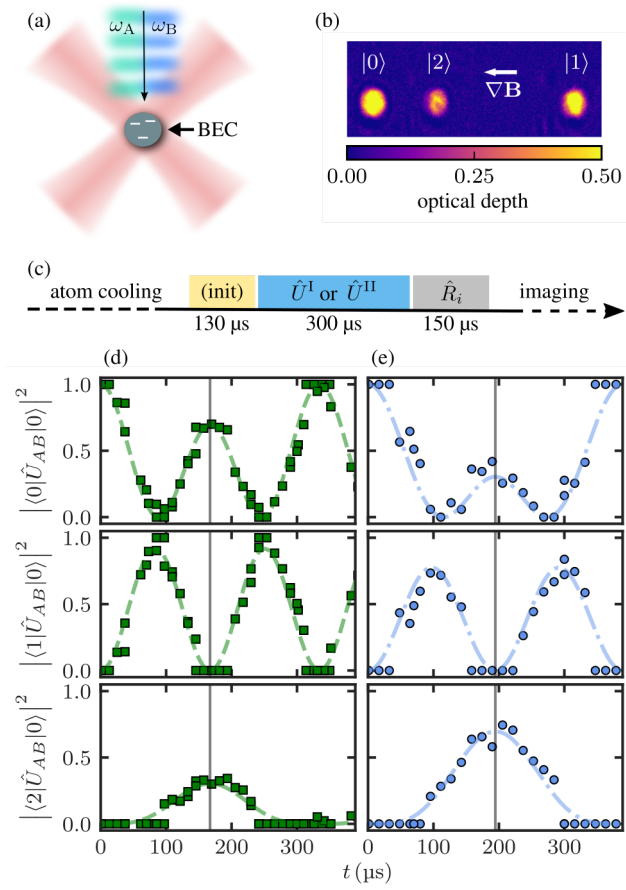 (a)
ω_A ω_B
BEC
(b)
|0⟩ |2⟩ |1⟩
∇B
0.00 0.25 0.50
optical depth
(c)
atom cooling (init) Û^I or Û^II R̂_i imaging
130 μs 300 μs 150 μs
(d) (e)
|⟨0|Û_AB|0⟩|²
1.0
0.5
0.0
|⟨1|Û_AB|0⟩|²
1.0
0.5
0.0
|⟨2|Û_AB|0⟩|²
1.0
0.5
0.0
0 100 200 300 0 100 200 300
t (μs)